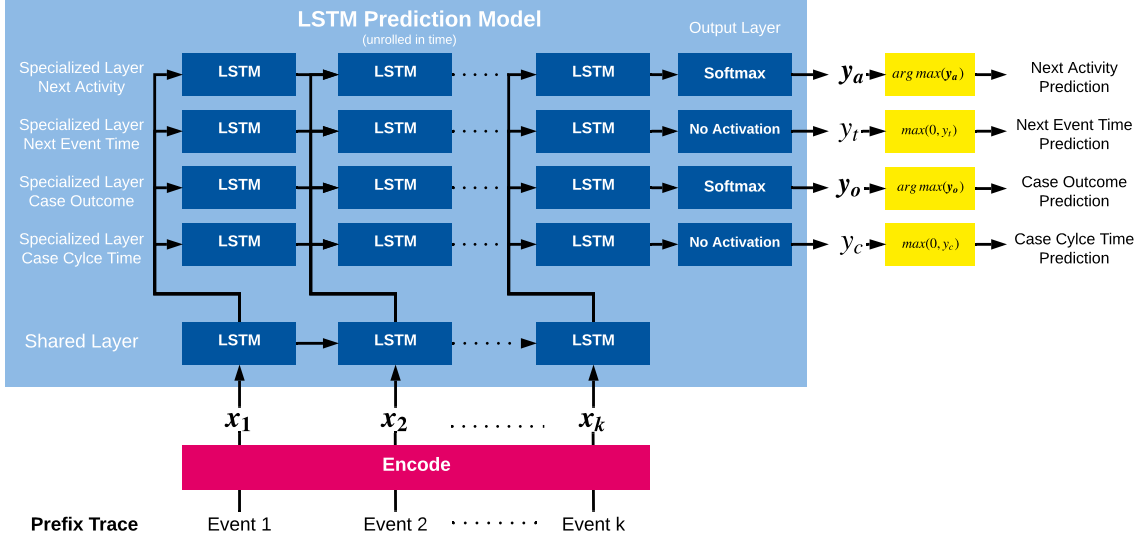 LSTM Prediction Model
(unrolled in time)
Output Layer
Specialized Layer
Next Activity
LSTM
LSTM
LSTM
Softmax
y_a
arg max(y_a)
Next Activity
Prediction
Specialized Layer
Next Event Time
LSTM
LSTM
LSTM
No Activation
y_t
max(0, y_t)
Next Event Time
Prediction
Specialized Layer
Case Outcome
LSTM
LSTM
LSTM
Softmax
y_o
arg max(y_o)
Case Outcome
Prediction
Specialized Layer
Case Cylce Time
LSTM
LSTM
LSTM
No Activation
y_c
max(0, y_c)
Case Cylce Time
Prediction
Shared Layer
LSTM
LSTM
LSTM
x_1
x_2
x_k
Encode
Prefix Trace
Event 1
Event 2
Event k